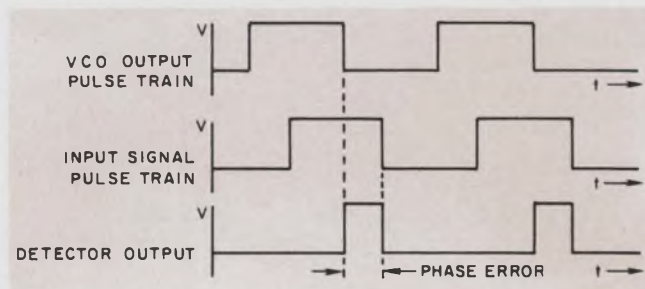 V
VCO OUTPUT
PULSE TRAIN
t
V
INPUT SIGNAL
PULSE TRAIN
t
V
DETECTOR OUTPUT
PHASE ERROR
t